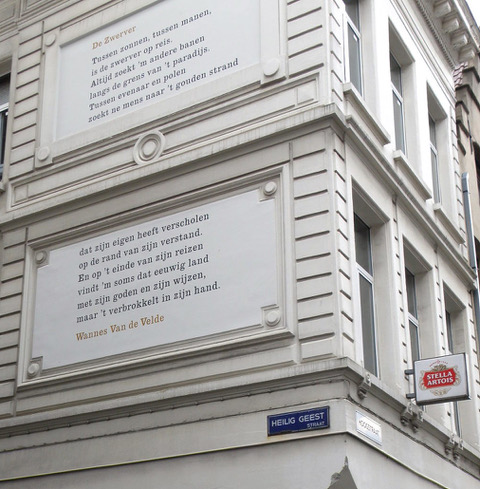 De Zwerver
Tussen zonnen, tussen manen,
is de zwerver op reis.
Altijd zoekt 'm andere banen
langs de grens van 't paradijs.
Tussen evenaar en polen
zoekt ne mens naar 't gouden strand
dat zijn eigen heeft verscholen
op de rand van zijn verstand.
En op 't einde van zijn reizen
vindt 'm soms dat eeuwig land
met zijn goden en zijn wijzen,
maar 't verbrokkelt in zijn hand.
Wannes Van de Velde
STELLA
ARTOIS
HEILIG GEEST
STRAAT
HOOGSTRAAT